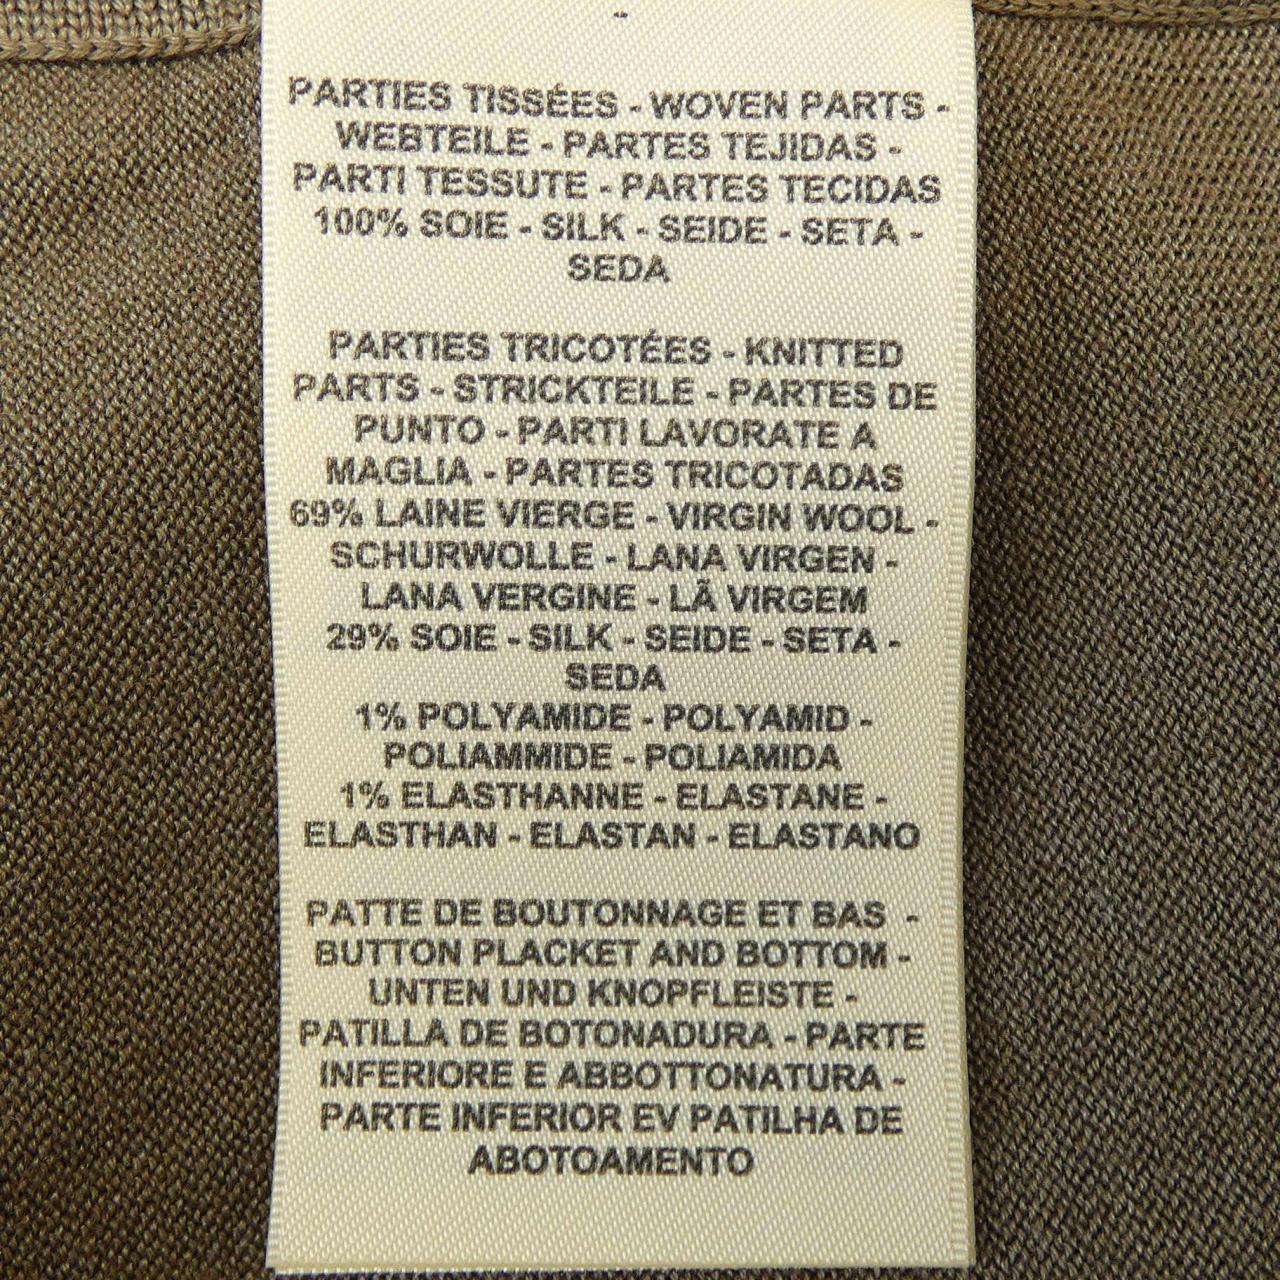 PARTIES TISSÉES - WOVEN PARTS -
WEBTEILE - PARTES TEJIDAS -
PARTI TESSUTE - PARTES TECIDAS
100% SOIE - SILK - SEIDE - SETA -
SEDA
PARTIES TRICOTÉES - KNITTED
PARTS - STRICKTEILE - PARTES DE
PUNTO - PARTI LAVORATE A
MAGLIA - PARTES TRICOTADAS
69% LAINE VIERGE - VIRGIN WOOL -
SCHURWOLLE - LANA VIRGEN -
LANA VERGINE - LÃ VIRGEM
29% SOIE - SILK - SEIDE - SETA -
SEDA
1% POLYAMIDE - POLYAMID -
POLIAMMIDE - POLIAMIDA
1% ELASTHANNE - ELASTANE -
ELASTHAN - ELASTAN - ELASTANO
PATTE DE BOUTONNAGE ET BAS -
BUTTON PLACKET AND BOTTOM -
UNTEN UND KNOPFLEISTE -
PATILLA DE BOTONADURA - PARTE
INFERIORE E ABBOTTONATURA -
PARTE INFERIOR EV PATILHA DE
ABOTOAMENTO